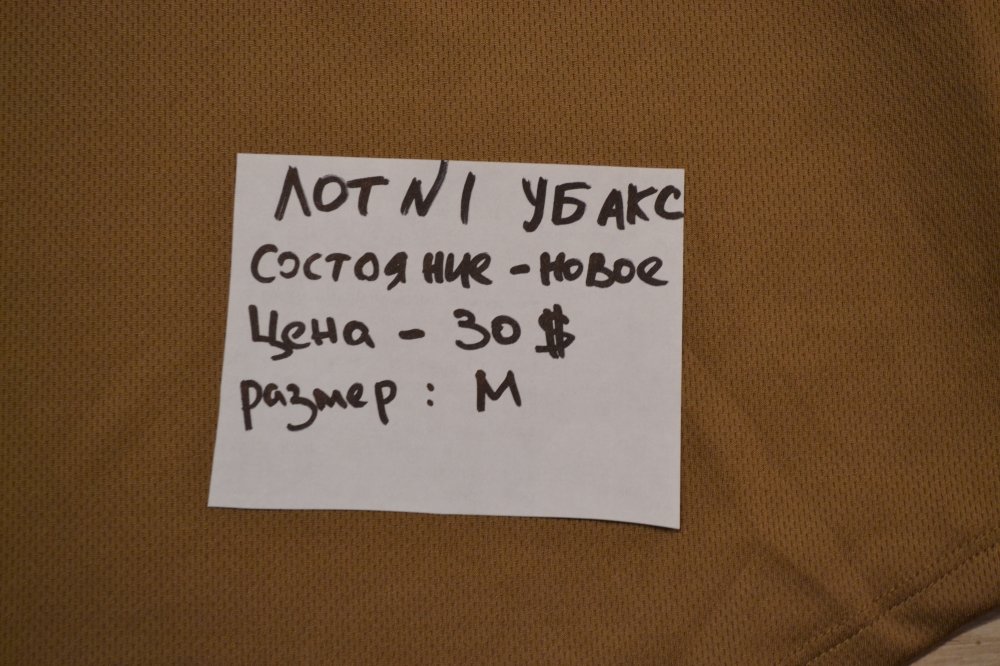 ЛОТ N1 УБАКС
Состояние - новое
Цена - 30 $
размер : М